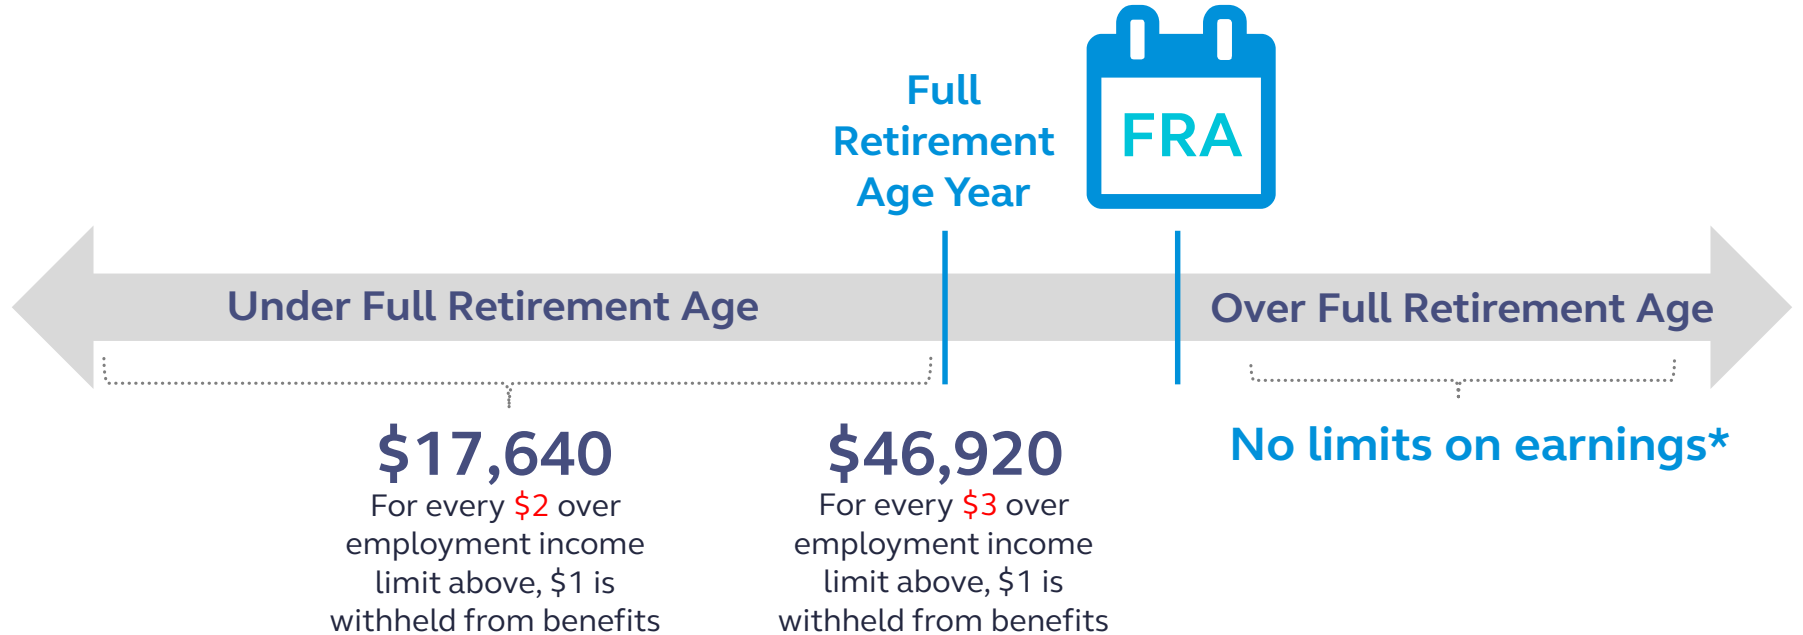 Full
Retirement
Age Year
FRA
Under Full Retirement Age
Over Full Retirement Age
$17,640
For every $2 over
employment income
limit above, $1 is
withheld from benefits
$46,920
For every $3 over
employment income
limit above, $1 is
withheld from benefits
No limits on earnings*